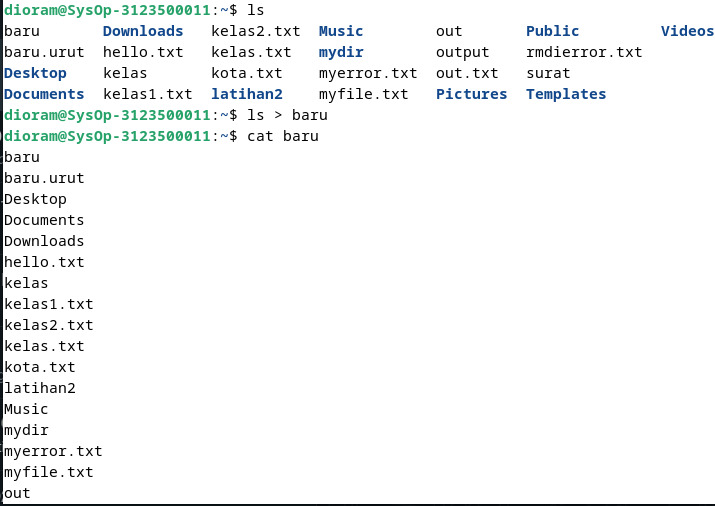 dioram@SysOp-3123500011:~$ ls
baru       Downloads  kelas2.txt  Music        out       Public        Videos
baru.urut  hello.txt  kelas.txt   mydir        output    rmdierror.txt
Desktop    kelas      kota.txt    myerror.txt  out.txt   surat
Documents  kelas1.txt  latihan2   myfile.txt   Pictures  Templates
dioram@SysOp-3123500011:~$ ls > baru
dioram@SysOp-3123500011:~$ cat baru
baru
baru.urut
Desktop
Documents
Downloads
hello.txt
kelas
kelas1.txt
kelas2.txt
kelas.txt
kota.txt
latihan2
Music
mydir
myerror.txt
myfile.txt
out